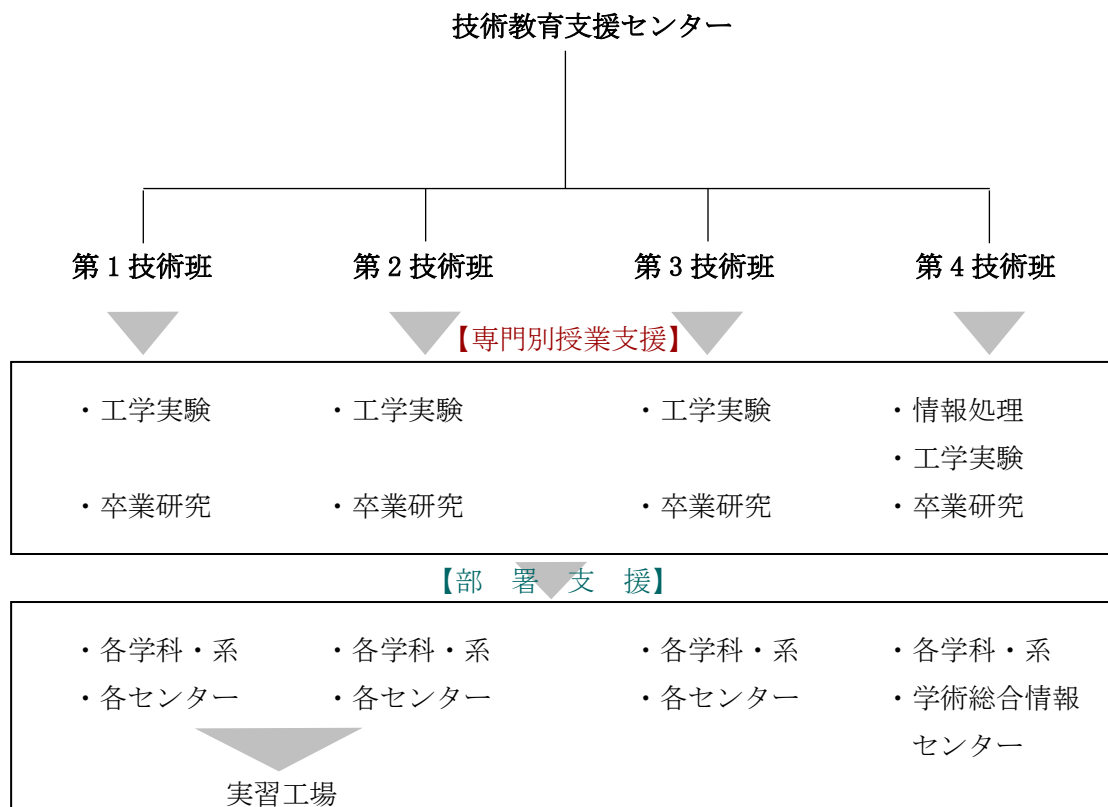 技術教育支援センター
第1技術班 第2技術班 第3技術班 第4技術班
【専門別授業支援】
・工学実験 ・工学実験 ・工学実験 ・情報処理
・工学実験
・卒業研究 ・卒業研究 ・卒業研究 ・卒業研究
【部 署 支 援】
・各学科・系 ・各学科・系 ・各学科・系 ・各学科・系
・各センター ・各センター ・各センター ・学術総合情報
センター
実習工場